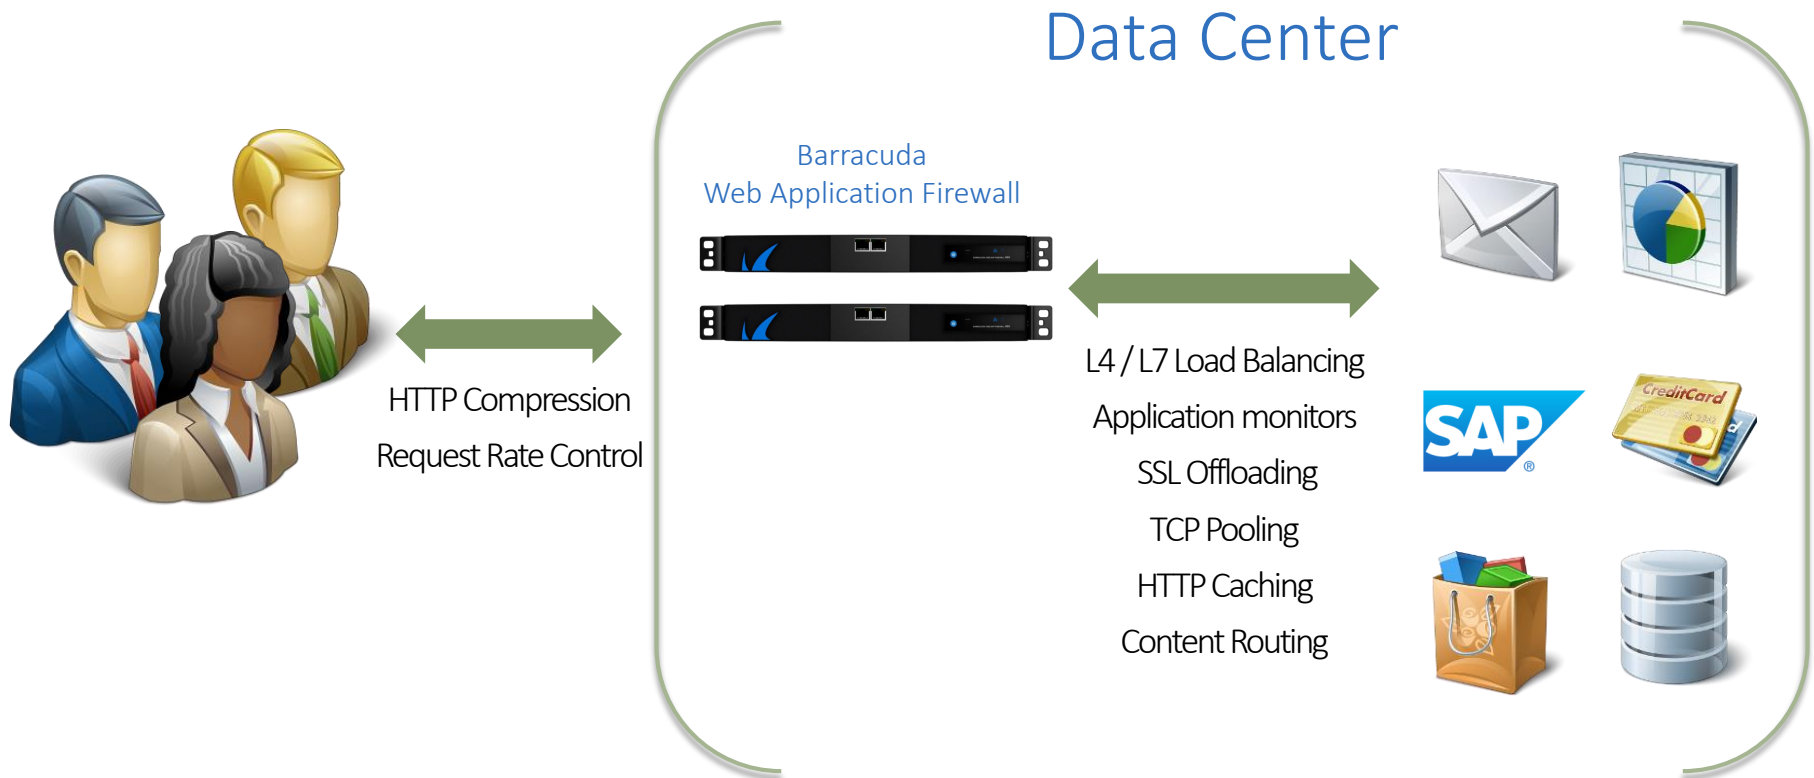 Data Center
Barracuda
Web Application Firewall
HTTP Compression
Request Rate Control
L4 / L7 Load Balancing
Application monitors
SSL Offloading
TCP Pooling
HTTP Caching
Content Routing
SAP
®
CreditCard